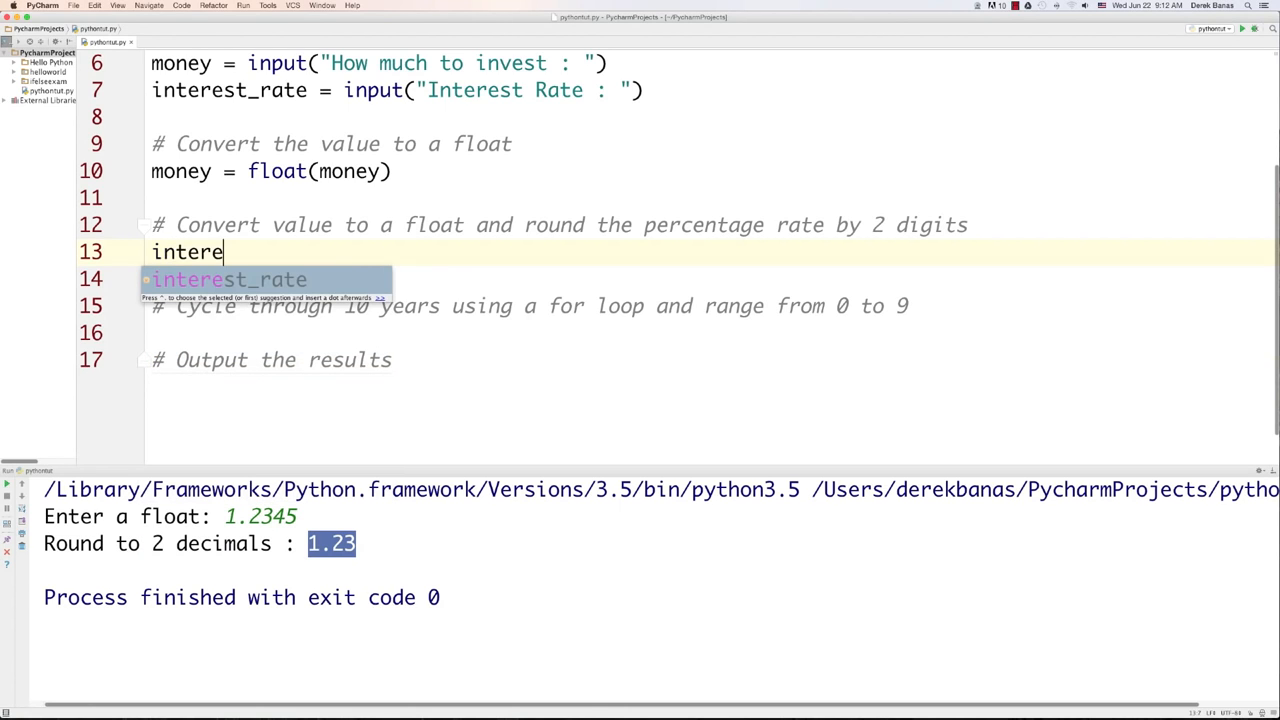 PyCharm File Edit View Navigate Code Refactor Run Tools VCS Window Help
10 Wed Jun 22 9:12 AM Derek Banas
pythontut.py - PycharmProjects - [~/PycharmProjects]
PycharmProjects pythontut.py
pythontut
pythontut.py ×
PycharmProject
Hello Python
helloworld
ifelseexam
pythontut.py
External Librarie
6 money = input("How much to invest : ")
7 interest_rate = input("Interest Rate : ")
8
9 # Convert the value to a float
10 money = float(money)
11
12 # Convert value to a float and round the percentage rate by 2 digits
13 intere
14 interest_rate
Press ^. to choose the selected (or first) suggestion and insert a dot afterwards >>
15 # Cycle through 10 years using a for loop and range from 0 to 9
16
17 # Output the results
Run pythontut
/Library/Frameworks/Python.framework/Versions/3.5/bin/python3.5 /Users/derekbanas/PycharmProjects/pytho
Enter a float: 1.2345
Round to 2 decimals : 1.23
Process finished with exit code 0
13:7 LF÷ UTF-8÷